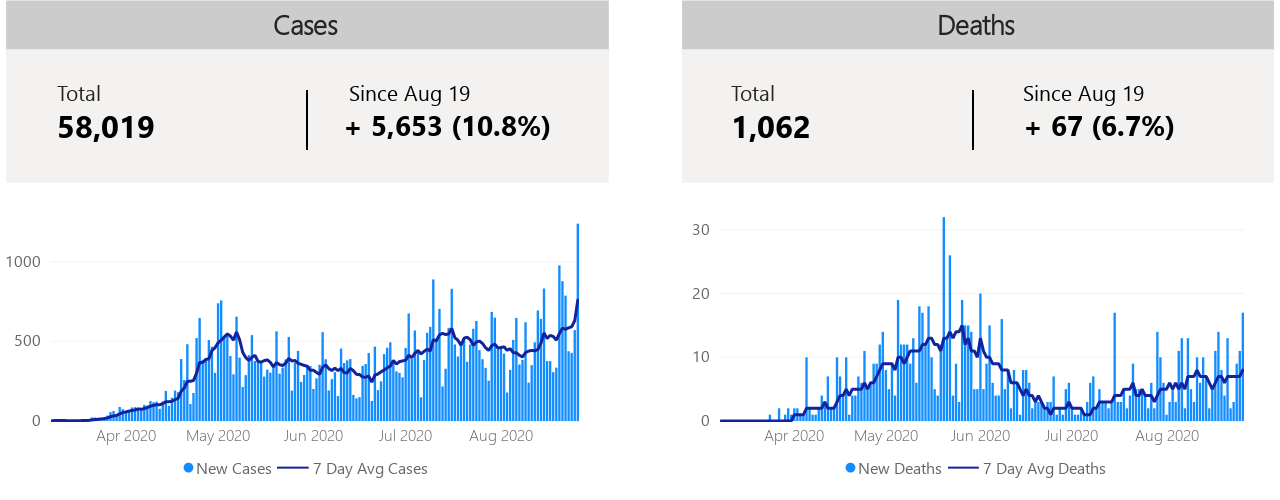 Cases
Total
Since Aug 19
58,019
+ 5,653 (10.8%)
1000
500
0
Apr 2020 May 2020 Jun 2020 Jul 2020 Aug 2020
New Cases 7 Day Avg Cases
Deaths
Total
Since Aug 19
1,062
+ 67 (6.7%)
30
20
10
0
Apr 2020 May 2020 Jun 2020 Jul 2020 Aug 2020
New Deaths 7 Day Avg Deaths